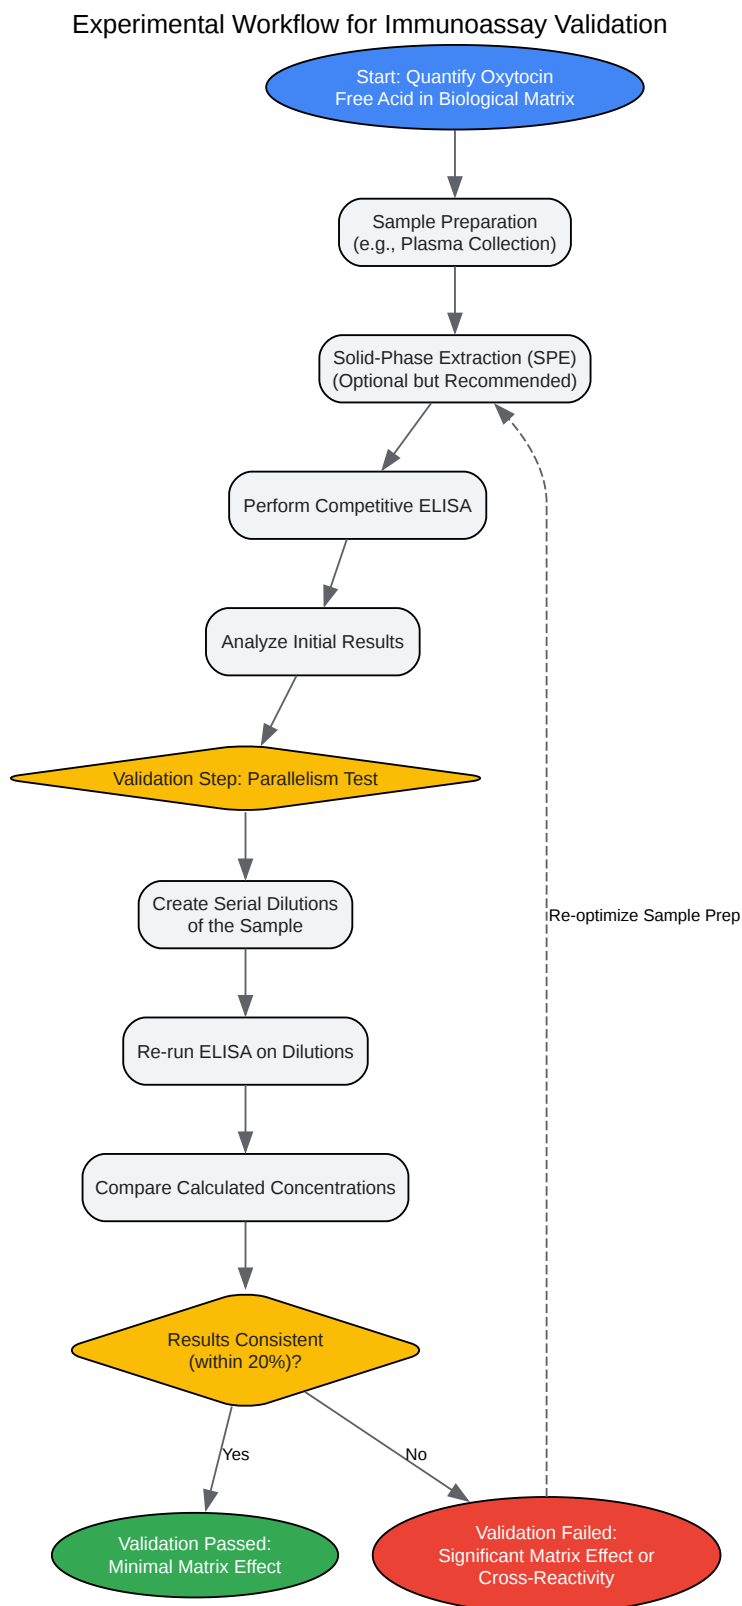 Experimental Workflow for Immunoassay Validation
Start: Quantify Oxytocin
Free Acid in Biological Matrix
Sample Preparation
(e.g., Plasma Collection)
Solid-Phase Extraction (SPE)
(Optional but Recommended)
Perform Competitive ELISA
Analyze Initial Results
Validation Step: Parallelism Test
Create Serial Dilutions
of the Sample
Re-optimize Sample Prep
Re-run ELISA on Dilutions
Compare Calculated Concentrations
Results Consistent
(within 20%)?
Yes
No
Validation Passed:
Minimal Matrix Effect
Validation Failed:
Significant Matrix Effect or
Cross-Reactivity